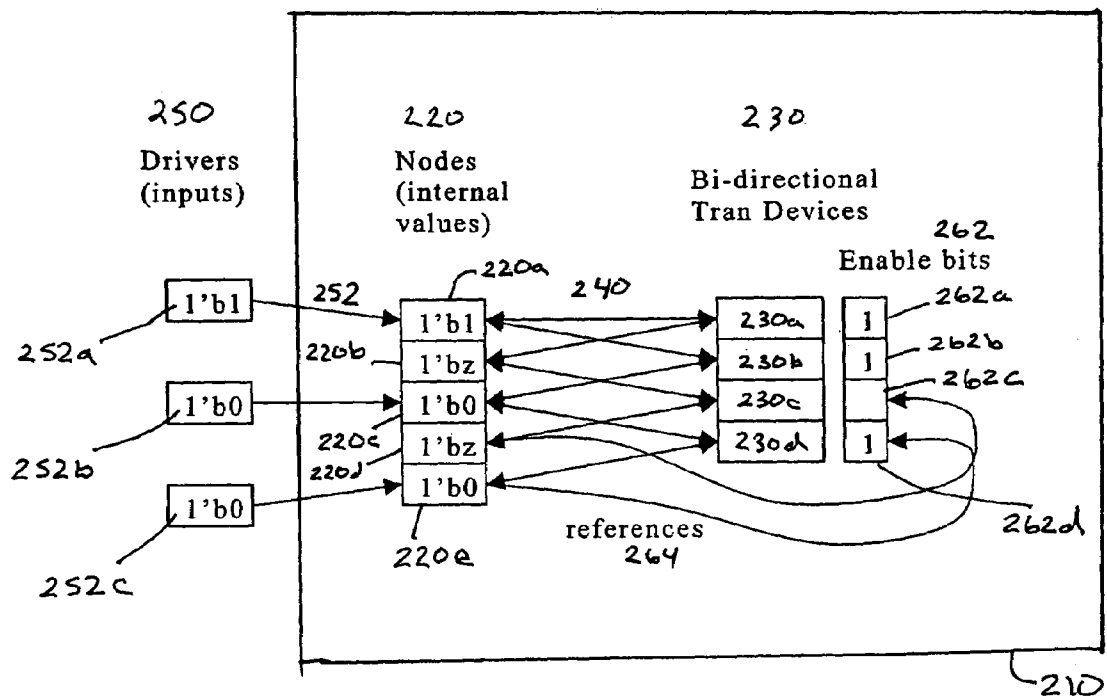 250
Drivers
(inputs)
220
Nodes
(internal
values)
230
Bi-directional
Tran Devices
262
Enable bits
220a
252
240
262a
1'b1
1'b1
230a
1
252a
220b
1'bz
230b
1
262b
262c
1'b0
1'b0
230c
252b
220c
220d
1'bz
230d
1
1'b0
1'b0
references
264
262d
220e
252c
210